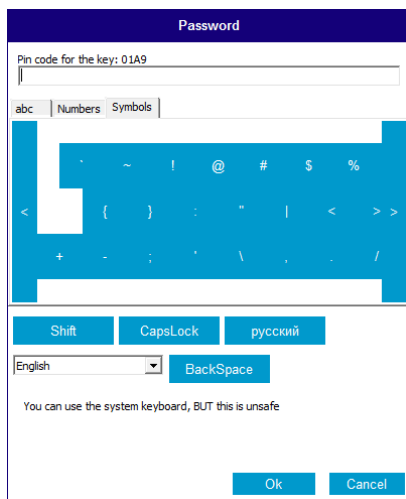 Password
Pin code for the key: 01A9
abc Numbers Symbols
` ~ ! @ # $ %
< { } : " | < > >
+ - ; ' \ , . /
Shift CapsLock русский
English BackSpace
You can use the system keyboard, BUT this is unsafe
Ok Cancel